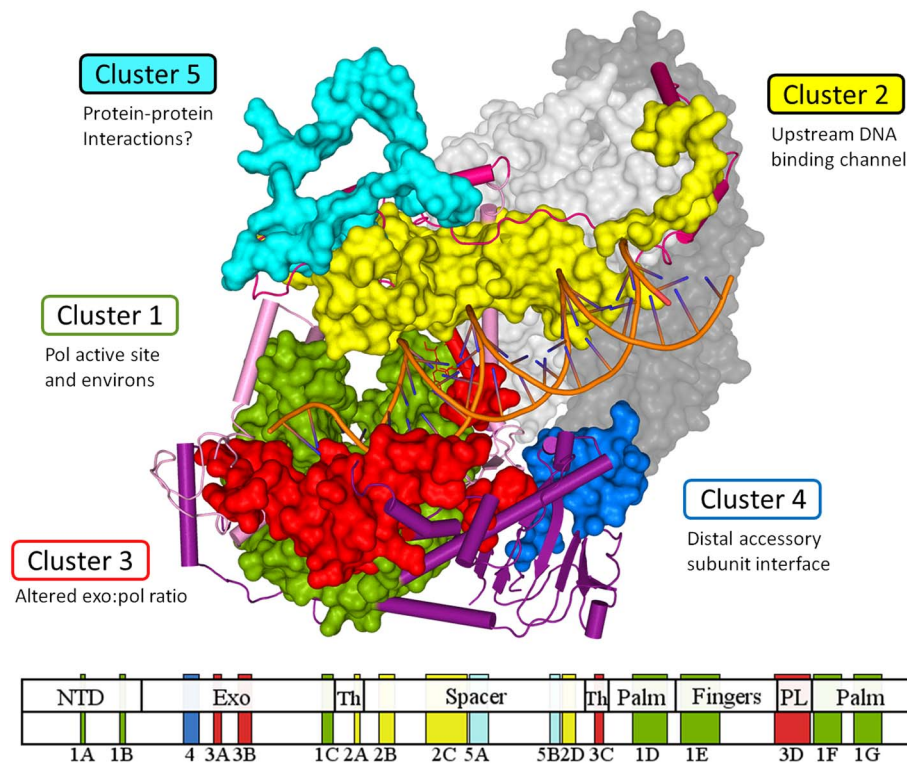 Cluster 5
Protein-protein
Interactions?
Cluster 2
Upstream DNA
binding channel
Cluster 1
Pol active site
and environs
Cluster 4
Distal accessory
subunit interface
Cluster 3
Altered exo:pol ratio
NTD Exo Th Spacer Th Palm Fingers PL Palm
1A 1B 4 3A 3B 1C 2A 2B 2C 5A 5B 2D 3C 1D 1E 3D 1F 1G